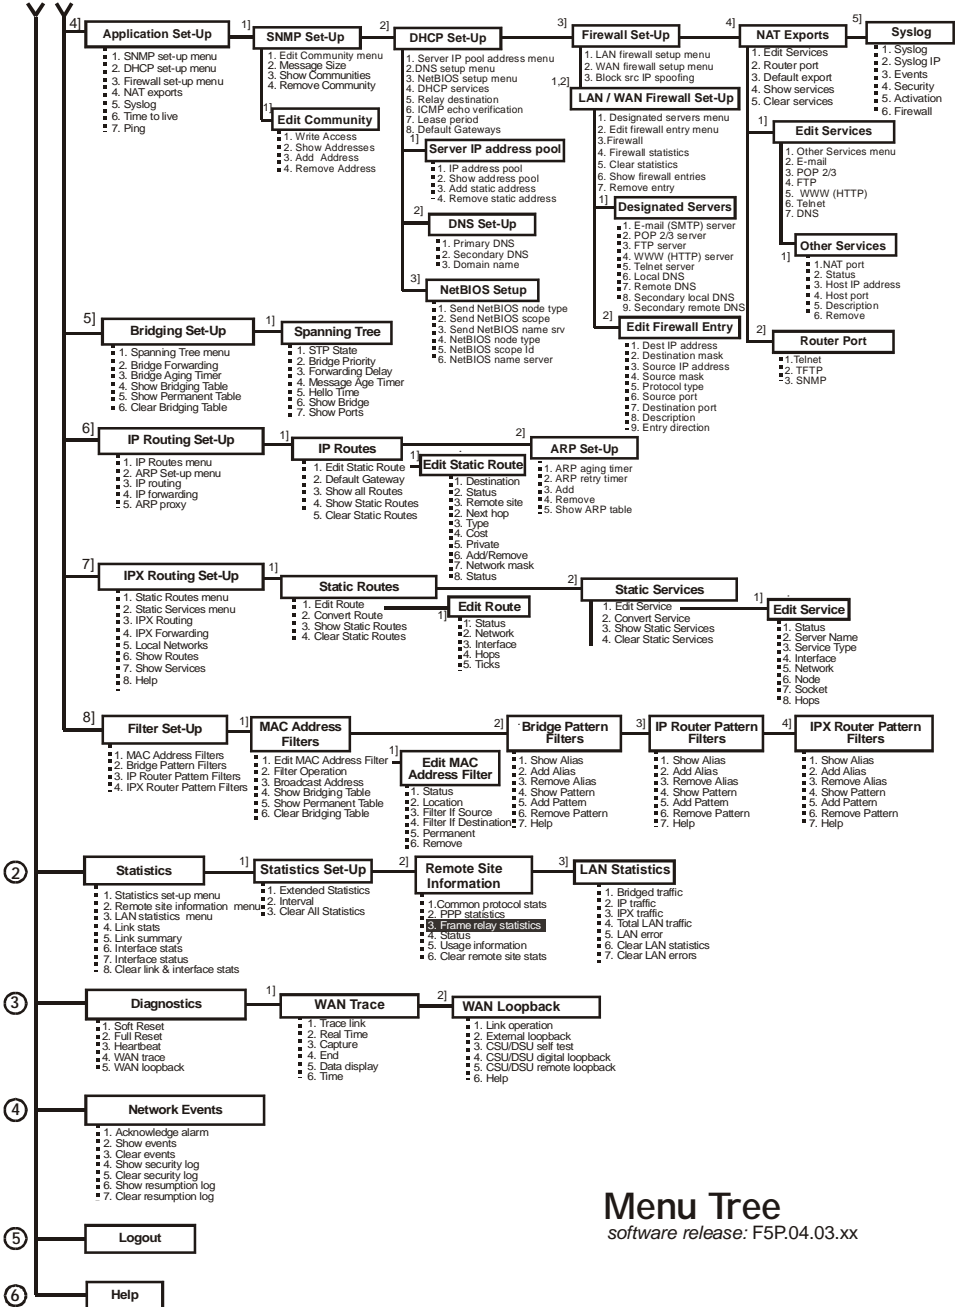 4]
Application Set-Up
1. SNMP set-up menu
2. DHCP set-up menu
3. Firewall set-up menu
4. NAT exports
5. Syslog
6. Time to live
7. Ping
1]
SNMP Set-Up
1. Edit Community menu
2. Message Size
3. Show Communities
4. Remove Community
1]
Edit Community
1. Write Access
2. Show Addresses
3. Add Address
4. Remove Address
2]
DHCP Set-Up
1. Server IP pool address menu
2.DNS setup menu
3. NetBIOS setup menu
4. DHCP services
5. Relay destination
6. ICMP echo verification
7. Lease period
8. Default Gateways
1]
Server IP address pool
1. IP address pool
2. Show address pool
3. Add static address
4. Remove static address
2]
DNS Set-Up
1. Primary DNS
2. Secondary DNS
3. Domain name
3]
NetBIOS Setup
1. Send NetBIOS node type
2. Send NetBIOS scope
3. Send NetBIOS name srv
4. NetBIOS node type
5. NetBIOS scope Id
6. NetBIOS name server
3]
Firewall Set-Up
1. LAN firewall setup menu
2. WAN firewall setup menu
3. Block src IP spoofing
1,2]
LAN / WAN Firewall Set-Up
1. Designated servers menu
2. Edit firewall entry menu
3.Firewall
4. Firewall statistics
5. Clear statistics
6. Show firewall entries
7. Remove entry
1]
Designated Servers
1. E-mail (SMTP) server
2. POP 2/3 server
3. FTP server
4. WWW (HTTP) server
5. Telnet server
6. Local DNS
7. Remote DNS
8. Secondary local DNS
9. Secondary remote DNS
2]
Edit Firewall Entry
1. Dest IP address
2. Destination mask
3. Source IP address
4. Source mask
5. Protocol type
6. Source port
7. Destination port
8. Description
9. Entry direction
4]
NAT Exports
1. Edit Services
2. Router port
3. Default export
4. Show services
5. Clear services
1]
Edit Services
1. Other Services menu
2. E-mail
3. POP 2/3
4. FTP
5. WWW (HTTP)
6. Telnet
7. DNS
Other Services
1]
1.NAT port
2. Status
3. Host IP address
4. Host port
5. Description
6. Remove
2]
Router Port
1.Telnet
2. TFTP
3. SNMP
5]
Syslog
1. Syslog
2. Syslog IP
3. Events
4. Security
5. Activation
6. Firewall
5]
Bridging Set-Up
1. Spanning Tree menu
2. Bridge Forwarding
3. Bridge Aging Timer
4. Show Bridging Table
5. Show Permanent Table
6. Clear Bridging Table
1]
Spanning Tree
1. STP State
2. Bridge Priority
3. Forwarding Delay
4. Message Age Timer
5. Hello Time
6. Show Bridge
7. Show Ports
6]
IP Routing Set-Up
1. IP Routes menu
2. ARP Set-up menu
3. IP routing
4. IP forwarding
5. ARP proxy
1]
IP Routes
1. Edit Static Route
2. Default Gateway
3. Show all Routes
4. Show Static Routes
5. Clear Static Routes
1]
Edit Static Route
1. Destination
2. Status
3. Remote site
2. Next hop
3. Type
4. Cost
5. Private
6. Add/Remove
7. Network mask
8. Status
2]
ARP Set-Up
1. ARP aging timer
2. ARP retry timer
3. Add
4. Remove
5. Show ARP table
7]
IPX Routing Set-Up
1. Static Routes menu
2. Static Services menu
3. IPX Routing
4. IPX Forwarding
5. Local Networks
6. Show Routes
7. Show Services
8. Help
1]
Static Routes
1. Edit Route
2. Convert Route
3. Show Static Routes
4. Clear Static Routes
1]
Edit Route
1. Status
2. Network
3. Interface
4. Hops
5. Ticks
2]
Static Services
1. Edit Service
2. Convert Service
3. Show Static Services
4. Clear Static Services
1]
Edit Service
1. Status
2. Server Name
3. Service Type
4. Interface
5. Network
6. Node
7. Socket
8. Hops
8]
Filter Set-Up
1. MAC Address Filters
2. Bridge Pattern Filters
3. IP Router Pattern Filters
4. IPX Router Pattern Filters
1]
MAC Address
Filters
1. Edit MAC Address Filter
2. Filter Operation
3. Broadcast Address
4. Show Bridging Table
5. Show Permanent Table
6. Clear Bridging Table
1]
Edit MAC
Address Filter
1. Status
2. Location
3. Filter If Source
4. Filter If Destination
5. Permanent
6. Remove
2]
Bridge Pattern
Filters
1. Show Alias
2. Add Alias
3. Remove Alias
4. Show Pattern
5. Add Pattern
6. Remove Pattern
7. Help
3]
IP Router Pattern
Filters
1. Show Alias
2. Add Alias
3. Remove Alias
4. Show Pattern
5. Add Pattern
6. Remove Pattern
7. Help
4]
IPX Router Pattern
Filters
1. Show Alias
2. Add Alias
3. Remove Alias
4. Show Pattern
5. Add Pattern
6. Remove Pattern
7. Help
2
Statistics
1. Statistics set-up menu
2. Remote site information menu
3. LAN statistics menu
4. Link stats
5. Link summary
6. Interface stats
7. Interface status
8. Clear link & interface stats
1]
Statistics Set-Up
1. Extended Statistics
2. Interval
3. Clear All Statistics
2]
Remote Site
Information
1.Common protocol stats
2. PPP statistics
3. Frame relay statistics
4. Status
5. Usage information
6. Clear remote site stats
3]
LAN Statistics
1. Bridged traffic
2. IP traffic
3. IPX traffic
4. Total LAN traffic
5. LAN error
6. Clear LAN statistics
7. Clear LAN errors
3
Diagnostics
1. Soft Reset
2. Full Reset
3. Heartbeat
4. WAN trace
5. WAN loopback
1]
WAN Trace
1. Trace link
2. Real Time
3. Capture
4. End
5. Data display
6. Time
2]
WAN Loopback
1. Link operation
2. External loopback
3. CSU/DSU self test
4. CSU/DSU digital loopback
5. CSU/DSU remote loopback
6. Help
4
Network Events
1. Acknowledge alarm
2. Show events
3. Clear events
4. Show security log
5. Clear security log
6. Show resumption log
7. Clear resumption log
5
Logout
6
Help
Menu Tree
software release: F5P.04.03.xx